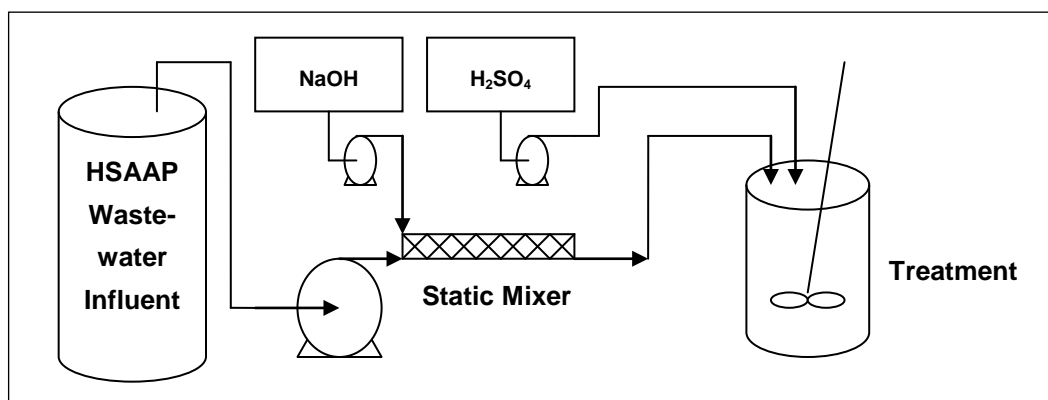 NaOH
H₂SO₄
HSAAP
Waste-
water
Influent
Static Mixer
Treatment